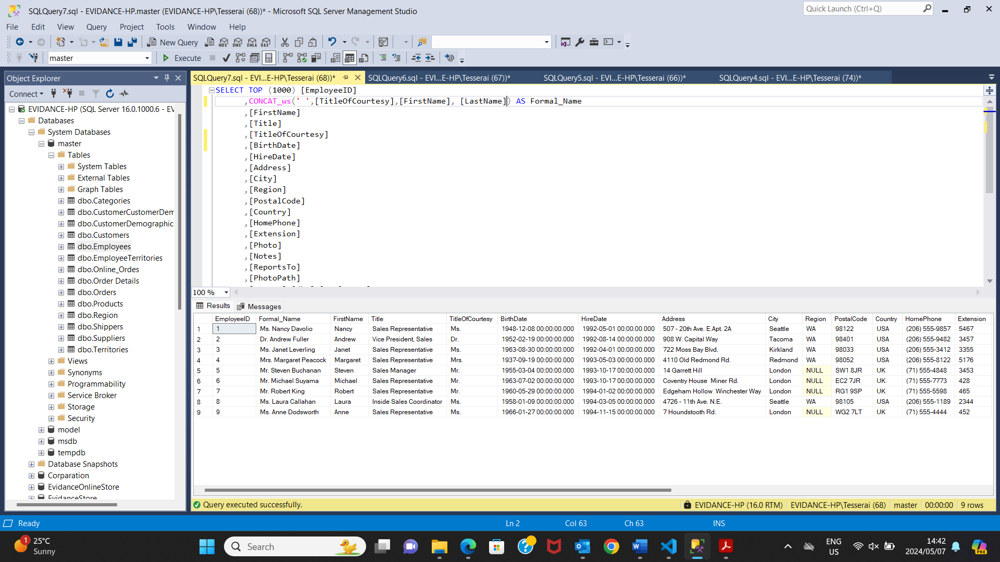 SQLQuery7.sql - EVIDANCE-HP.master (EVIDANCE-HP\Tesserai (68))* - Microsoft SQL Server Management Studio
Quick Launch (Ctrl+Q)
File Edit View Query Project Tools Window Help
New Query
MDX DMX XMLA DAX
master
Execute
Object Explorer
Connect
EVIDANCE-HP (SQL Server 16.0.1000.6 - EV
Databases
System Databases
master
Tables
System Tables
External Tables
Graph Tables
dbo.Categories
dbo.CustomerCustomerDem
dbo.CustomerDemographic
dbo.Customers
dbo.Employees
dbo.EmployeeTerritories
dbo.Online_Ordes
dbo.Order Details
dbo.Orders
dbo.Products
dbo.Region
dbo.Shippers
dbo.Suppliers
dbo.Territories
Views
Synonyms
Programmability
Service Broker
Storage
Security
model
msdb
tempdb
Database Snapshots
Corparation
EvidanceOnlineStore
EvidanceStore
SQLQuery7.sql - EVI...E-HP\Tesserai (68))* SQLQuery6.sql - EVI...E-HP\Tesserai (67))* SQLQuery5.sql - EVI...E-HP\Tesserai (66))* SQLQuery4.sql - EVI...E-HP\Tesserai (74))*
SELECT TOP (1000) [EmployeeID]
,CONCAT_ws(' ',[TitleOfCourtesy],[FirstName], [LastName]) AS Formal_Name
,[FirstName]
,[Title]
,[TitleOfCourtesy]
,[BirthDate]
,[HireDate]
,[Address]
,[City]
,[Region]
,[PostalCode]
,[Country]
,[HomePhone]
,[Extension]
,[Photo]
,[Notes]
,[ReportsTo]
,[PhotoPath]
100 %
Results Messages
EmployeeID Formal_Name FirstName Title TitleOfCourtesy BirthDate HireDate Address City Region PostalCode Country HomePhone Extension
1 1 Ms. Nancy Davolio Nancy Sales Representative Ms. 1948-12-08 00:00:00.000 1992-05-01 00:00:00.000 507 - 20th Ave. E.Apt. 2A Seattle WA 98122 USA (206) 555-9857 5467
2 2 Dr. Andrew Fuller Andrew Vice President, Sales Dr. 1952-02-19 00:00:00.000 1992-08-14 00:00:00.000 908 W. Capital Way Tacoma WA 98401 USA (206) 555-9482 3457
3 3 Ms. Janet Leverling Janet Sales Representative Ms. 1963-08-30 00:00:00.000 1992-04-01 00:00:00.000 722 Moss Bay Blvd. Kirkland WA 98033 USA (206) 555-3412 3355
4 4 Mrs. Margaret Peacock Margaret Sales Representative Mrs. 1937-09-19 00:00:00.000 1993-05-03 00:00:00.000 4110 Old Redmond Rd. Redmond WA 98052 USA (206) 555-8122 5176
5 5 Mr. Steven Buchanan Steven Sales Manager Mr. 1955-03-04 00:00:00.000 1993-10-17 00:00:00.000 14 Garrett Hill London NULL SW1 8JR UK (71) 555-4848 3453
6 6 Mr. Michael Suyama Michael Sales Representative Mr. 1963-07-02 00:00:00.000 1993-10-17 00:00:00.000 Coventry House Miner Rd. London NULL EC2 7JR UK (71) 555-7773 428
7 7 Mr. Robert King Robert Sales Representative Mr. 1960-05-29 00:00:00.000 1994-01-02 00:00:00.000 Edgeham Hollow Winchester Way London NULL RG1 9SP UK (71) 555-5598 465
8 8 Ms. Laura Callahan Laura Inside Sales Coordinator Ms. 1958-01-09 00:00:00.000 1994-03-05 00:00:00.000 4726 - 11th Ave. N.E. Seattle WA 98105 USA (206) 555-1189 2344
9 9 Ms. Anne Dodsworth Anne Sales Representative Ms. 1966-01-27 00:00:00.000 1994-11-15 00:00:00.000 7 Houndstooth Rd. London NULL WG2 7LT UK (71) 555-4444 452
Query executed successfully. EVIDANCE-HP (16.0 RTM) EVIDANCE-HP\Tesserai (68) master 00:00:00 9 rows
Ready Ln 2 Col 63 Ch 63 INS
1 25°C
Sunny
Search
ENG
US
14:42
2024/05/07
PRE